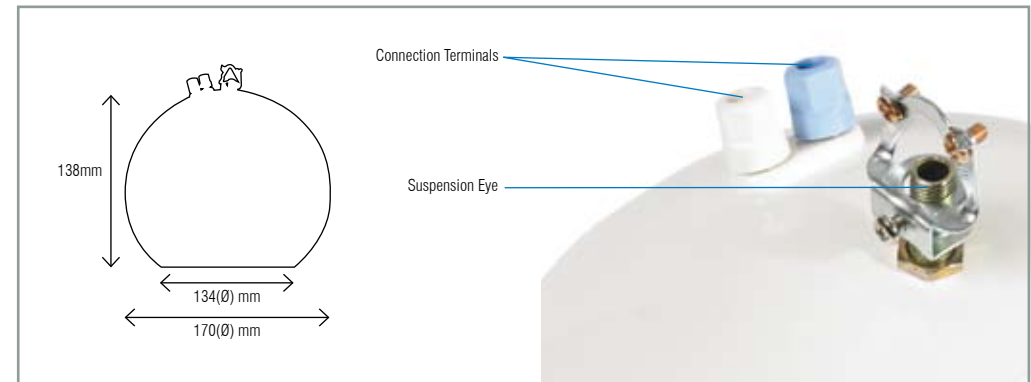 Connection Terminals
138mm
Suspension Eye
134(Ø) mm
170(Ø) mm